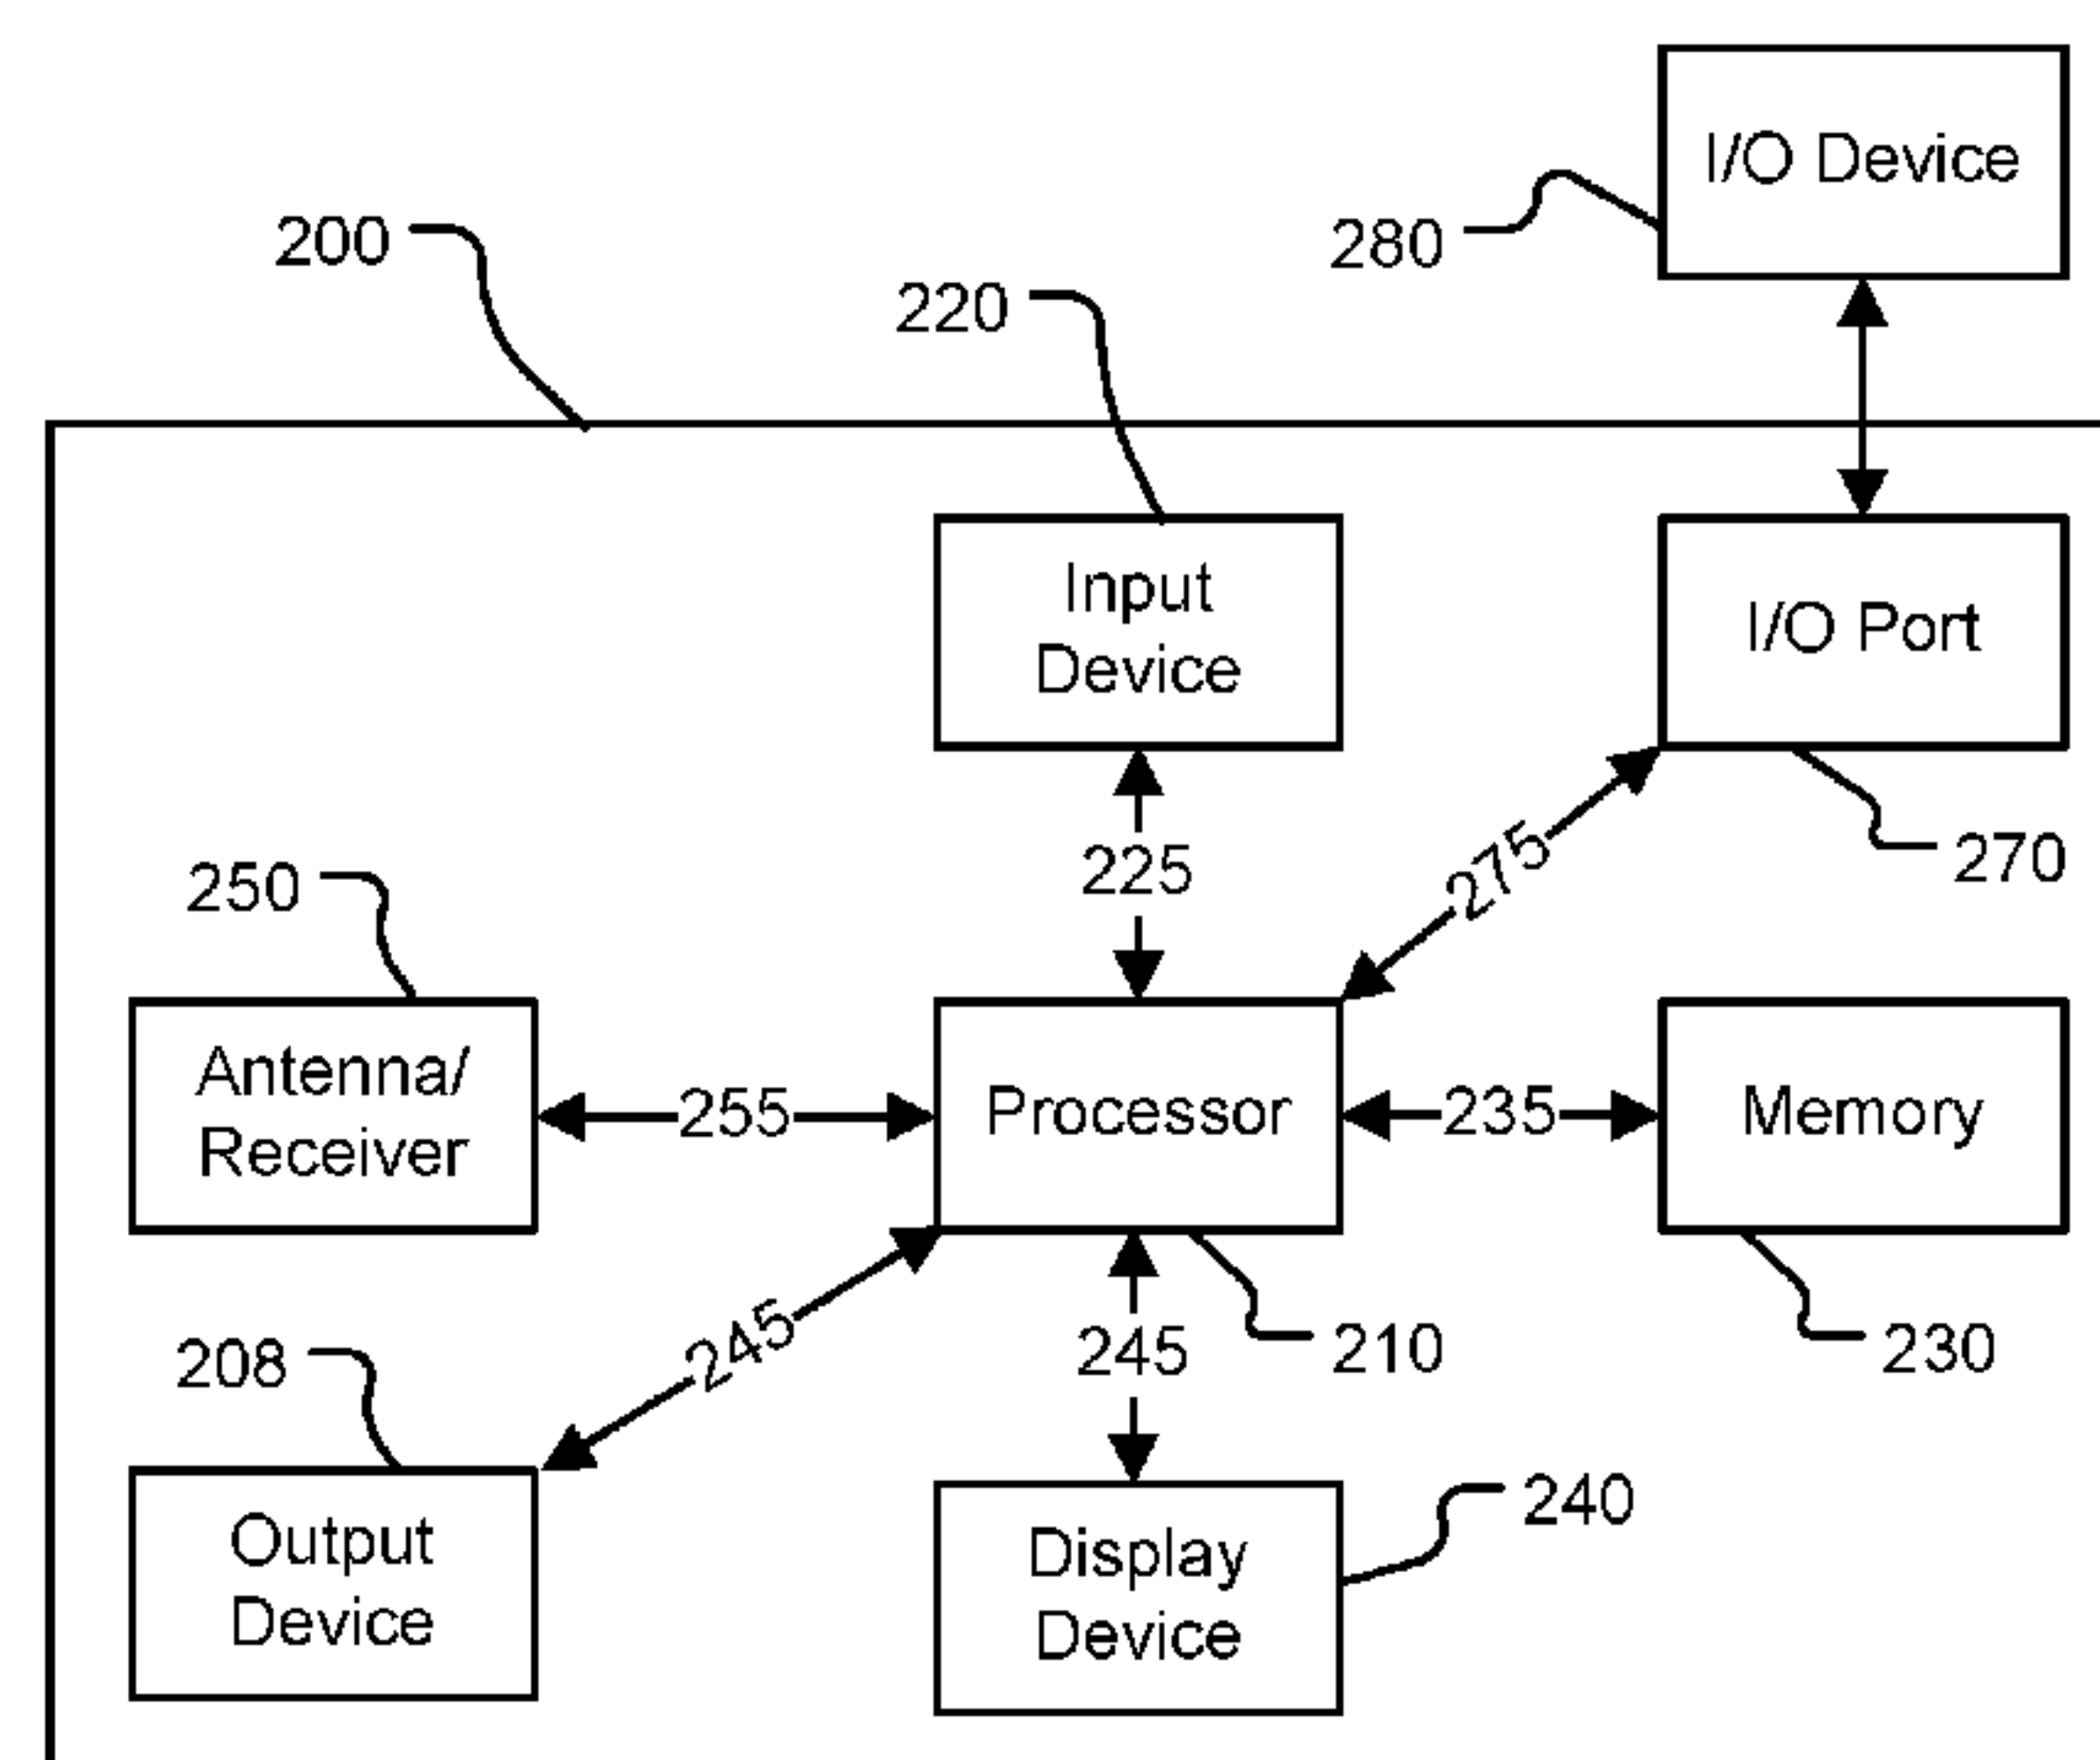 I/O Device
200
280
220
Input
Device
I/O Port
225
275
270
250
Antenna/
Receiver
255
Processor
235
Memory
245
245
210
230
208
Output
Device
Display
Device
240